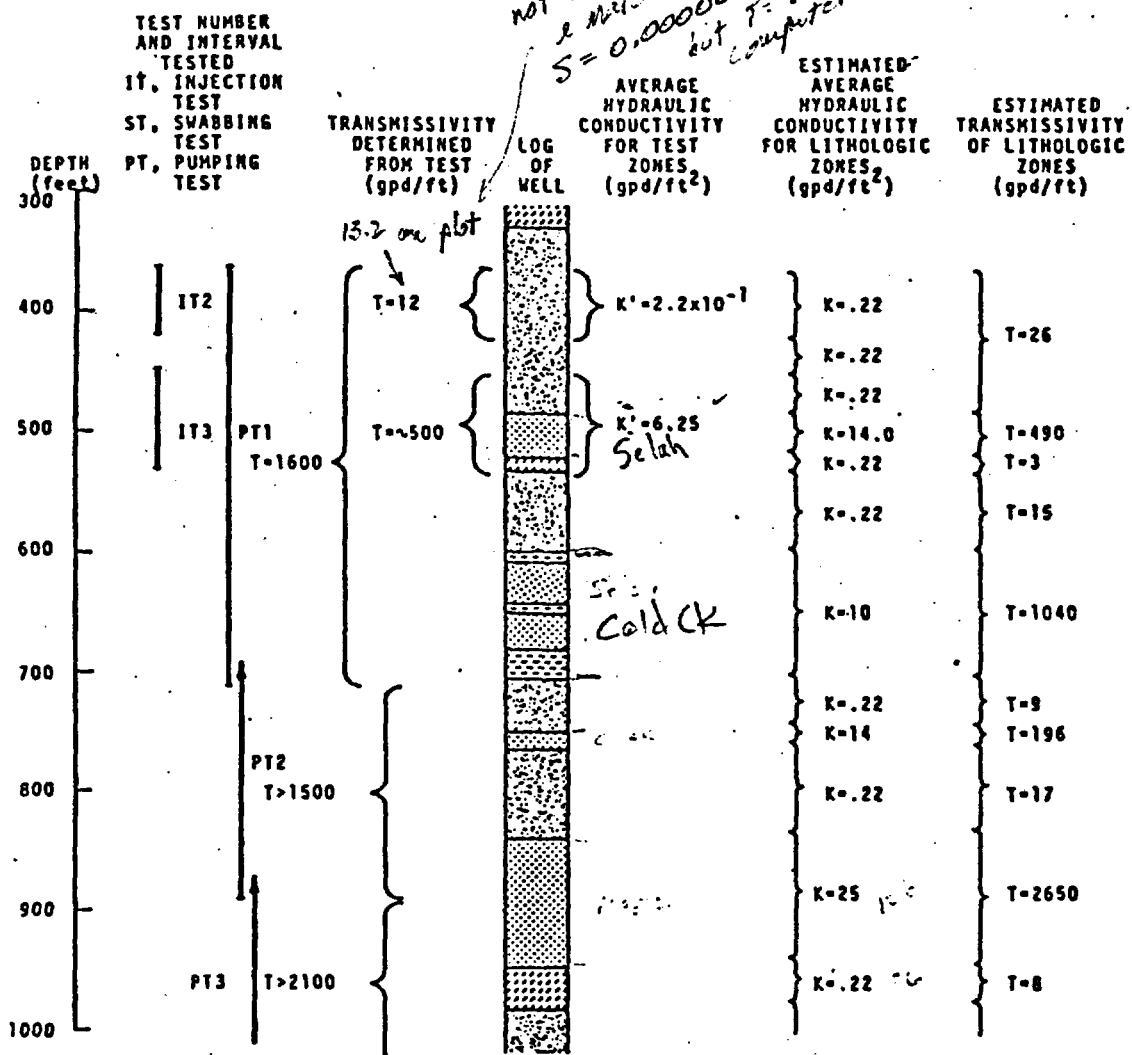 not
S = 0.00000
but T =
computer
TEST NUMBER
AND INTERVAL
TESTED
IT, INJECTION
TEST
ST, SWABBING
TEST
PT, PUMPING
TEST
DEPTH
(feet)
TRANSMISSIVITY
DETERMINED
FROM TEST
(gpd/ft)
LOG
OF
WELL
AVERAGE
HYDRAULIC
CONDUCTIVITY
FOR TEST
ZONES
(gpd/ft²)
ESTIMATED
AVERAGE
HYDRAULIC
CONDUCTIVITY
FOR LITHOLOGIC
ZONES
(gpd/ft²)
ESTIMATED
TRANSMISSIVITY
OF LITHOLOGIC
ZONES
(gpd/ft)
300
13.2 on plot
400
IT2
T=12
K'=2.2x10⁻¹
K=.22
T=26
K=.22
K=.22
500
IT3
PT1
T=~500
K'=6.25
Selah
K=14.0
T=490
T=1600
K=.22
T=3
K=.22
T=15
600
Cold CK
K=10
T=1040
700
K=.22
T=9
K=14
T=196
PT2
800
T>1500
K=.22
T=17
900
K=25
T=2650
PT3
T>2100
K=.22
T=8
1000